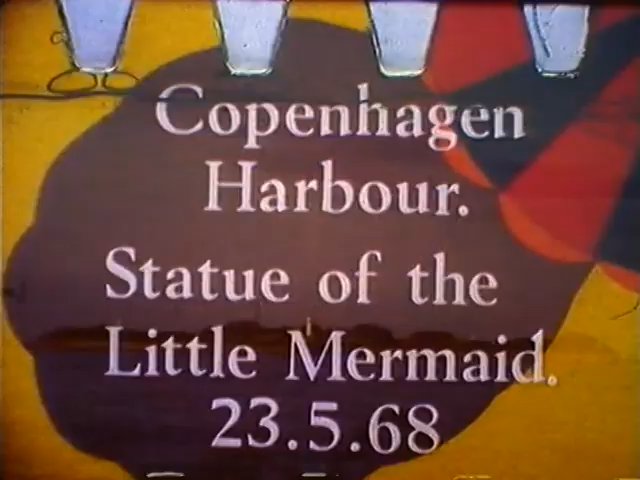 Copenhagen
Harbour.
Statue of the
Little Mermaid.
23.5.68